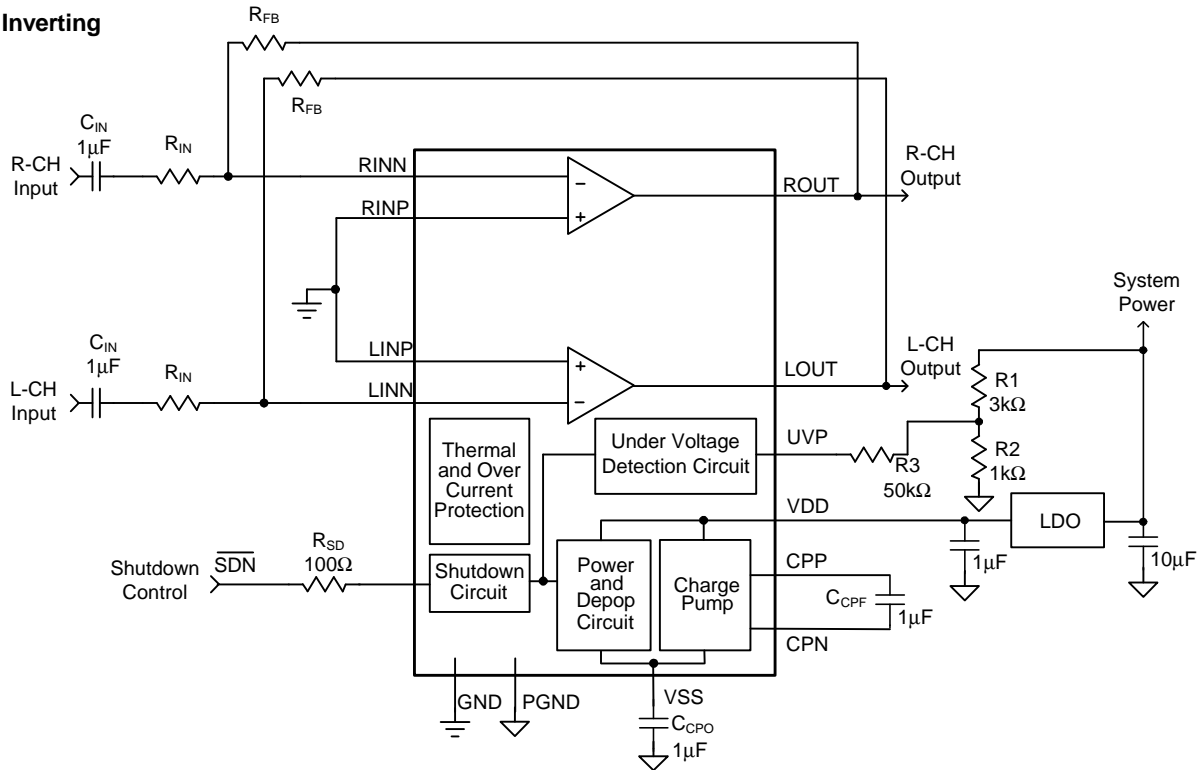 Inverting
R_FB
R_FB
C_IN
1μF
R_IN
R-CH
Input
RINN
RINP
−
+
ROUT
R-CH
Output
System
Power
C_IN
1μF
R_IN
L-CH
Input
LINP
LINN
+
−
LOUT
L-CH
Output
R1
3kΩ
R2
1kΩ
R3
50kΩ
UVP
Thermal
and Over
Current
Protection
Under Voltage
Detection Circuit
VDD
LDO
1μF
10μF
Shutdown
Control
S̅D̅N̅
R_SD
100Ω
Shutdown
Circuit
Power
and
Depop
Circuit
Charge
Pump
CPP
C_CPF
1μF
CPN
GND
PGND
VSS
C_CPO
1μF